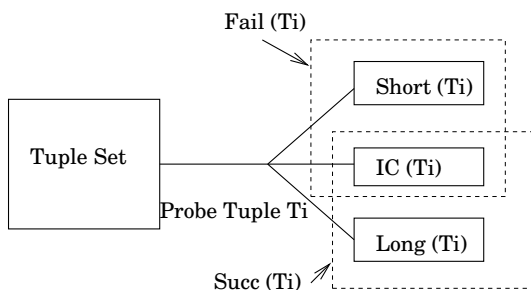 Fail (Ti)
Short (Ti)
Tuple Set
IC (Ti)
Probe Tuple Ti
Long (Ti)
Succ (Ti)